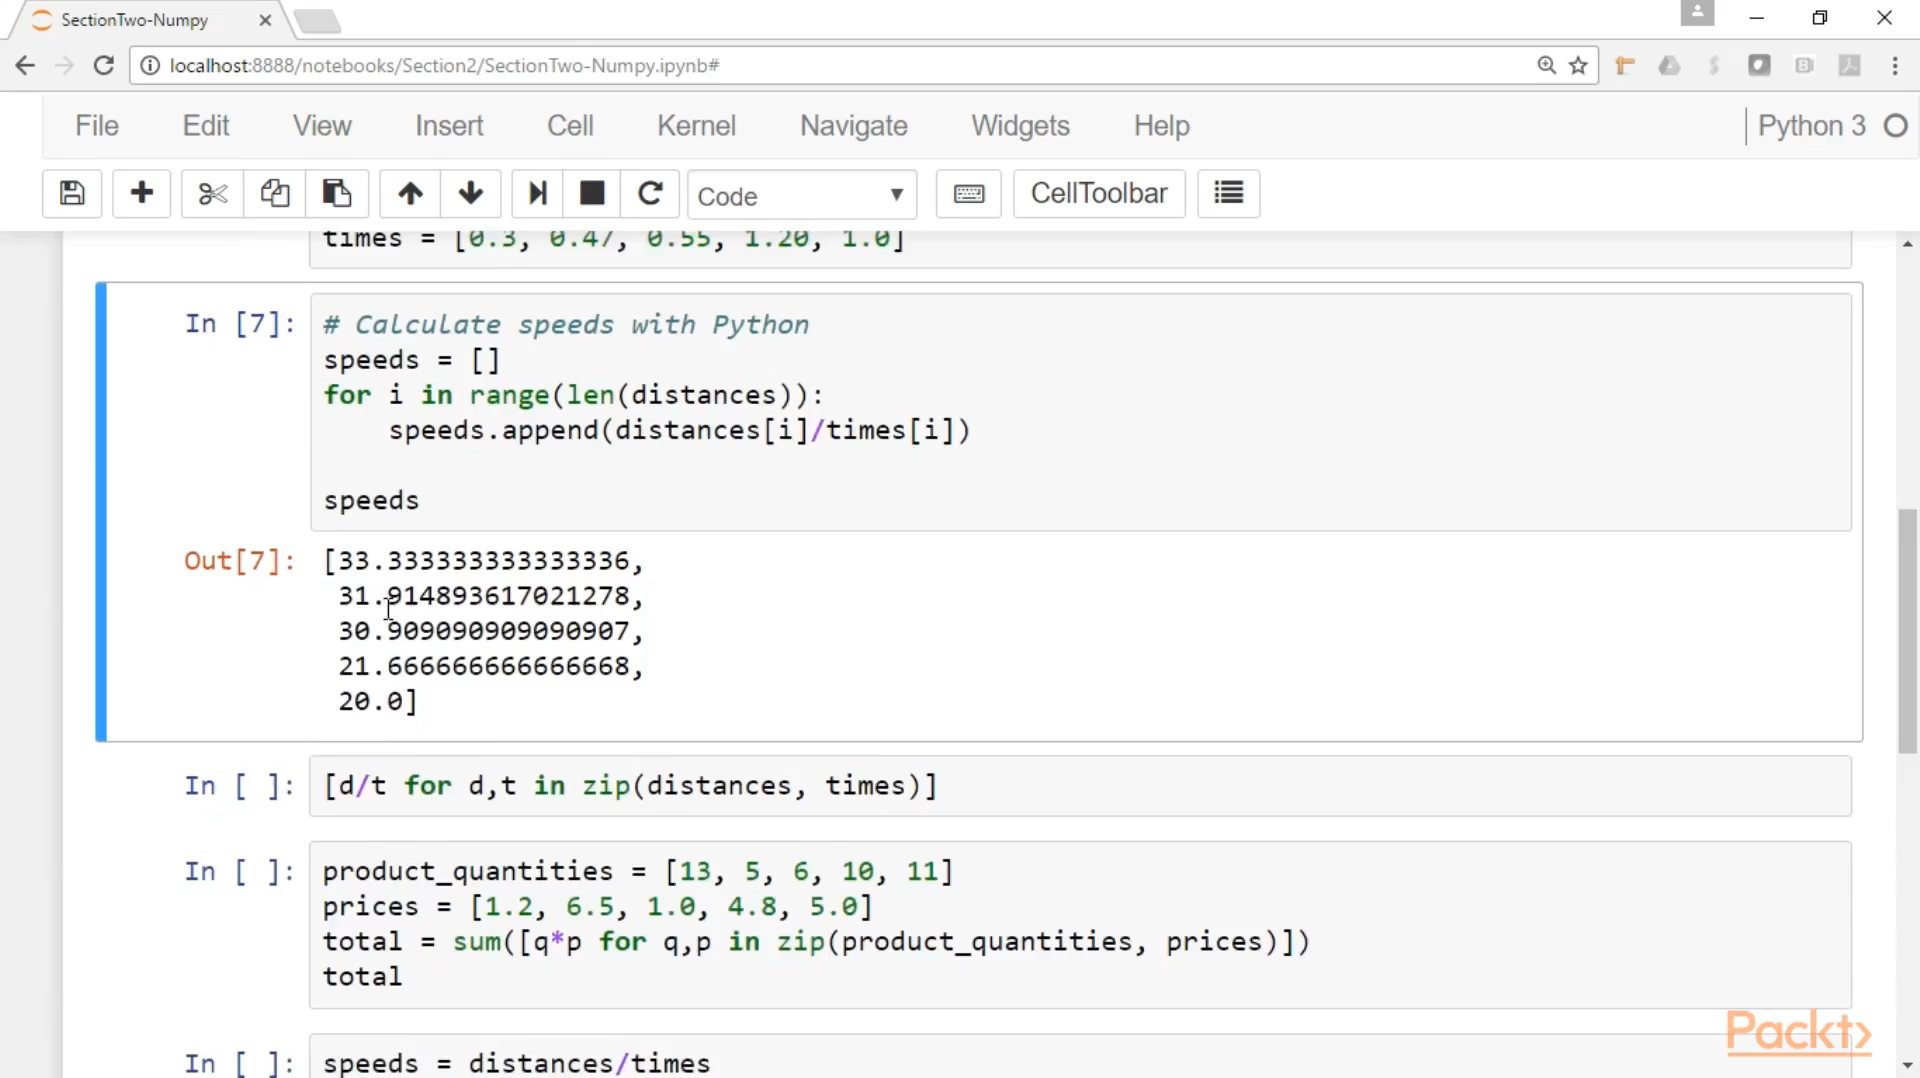 SectionTwo-Numpy
localhost:8888/notebooks/Section2/SectionTwo-Numpy.ipynb#
File Edit View Insert Cell Kernel Navigate Widgets Help Python 3
Code CellToolbar
times = [0.3, 0.47, 0.55, 1.20, 1.0]
In [7]: # Calculate speeds with Python
speeds = []
for i in range(len(distances)):
    speeds.append(distances[i]/times[i])
speeds
Out[7]: [33.333333333333336,
31.914893617021278,
30.909090909090907,
21.666666666666668,
20.0]
In [ ]: [d/t for d,t in zip(distances, times)]
In [ ]: product_quantities = [13, 5, 6, 10, 11]
prices = [1.2, 6.5, 1.0, 4.8, 5.0]
total = sum([q*p for q,p in zip(product_quantities, prices)])
total
In [ ]: speeds = distances/times
Packt>